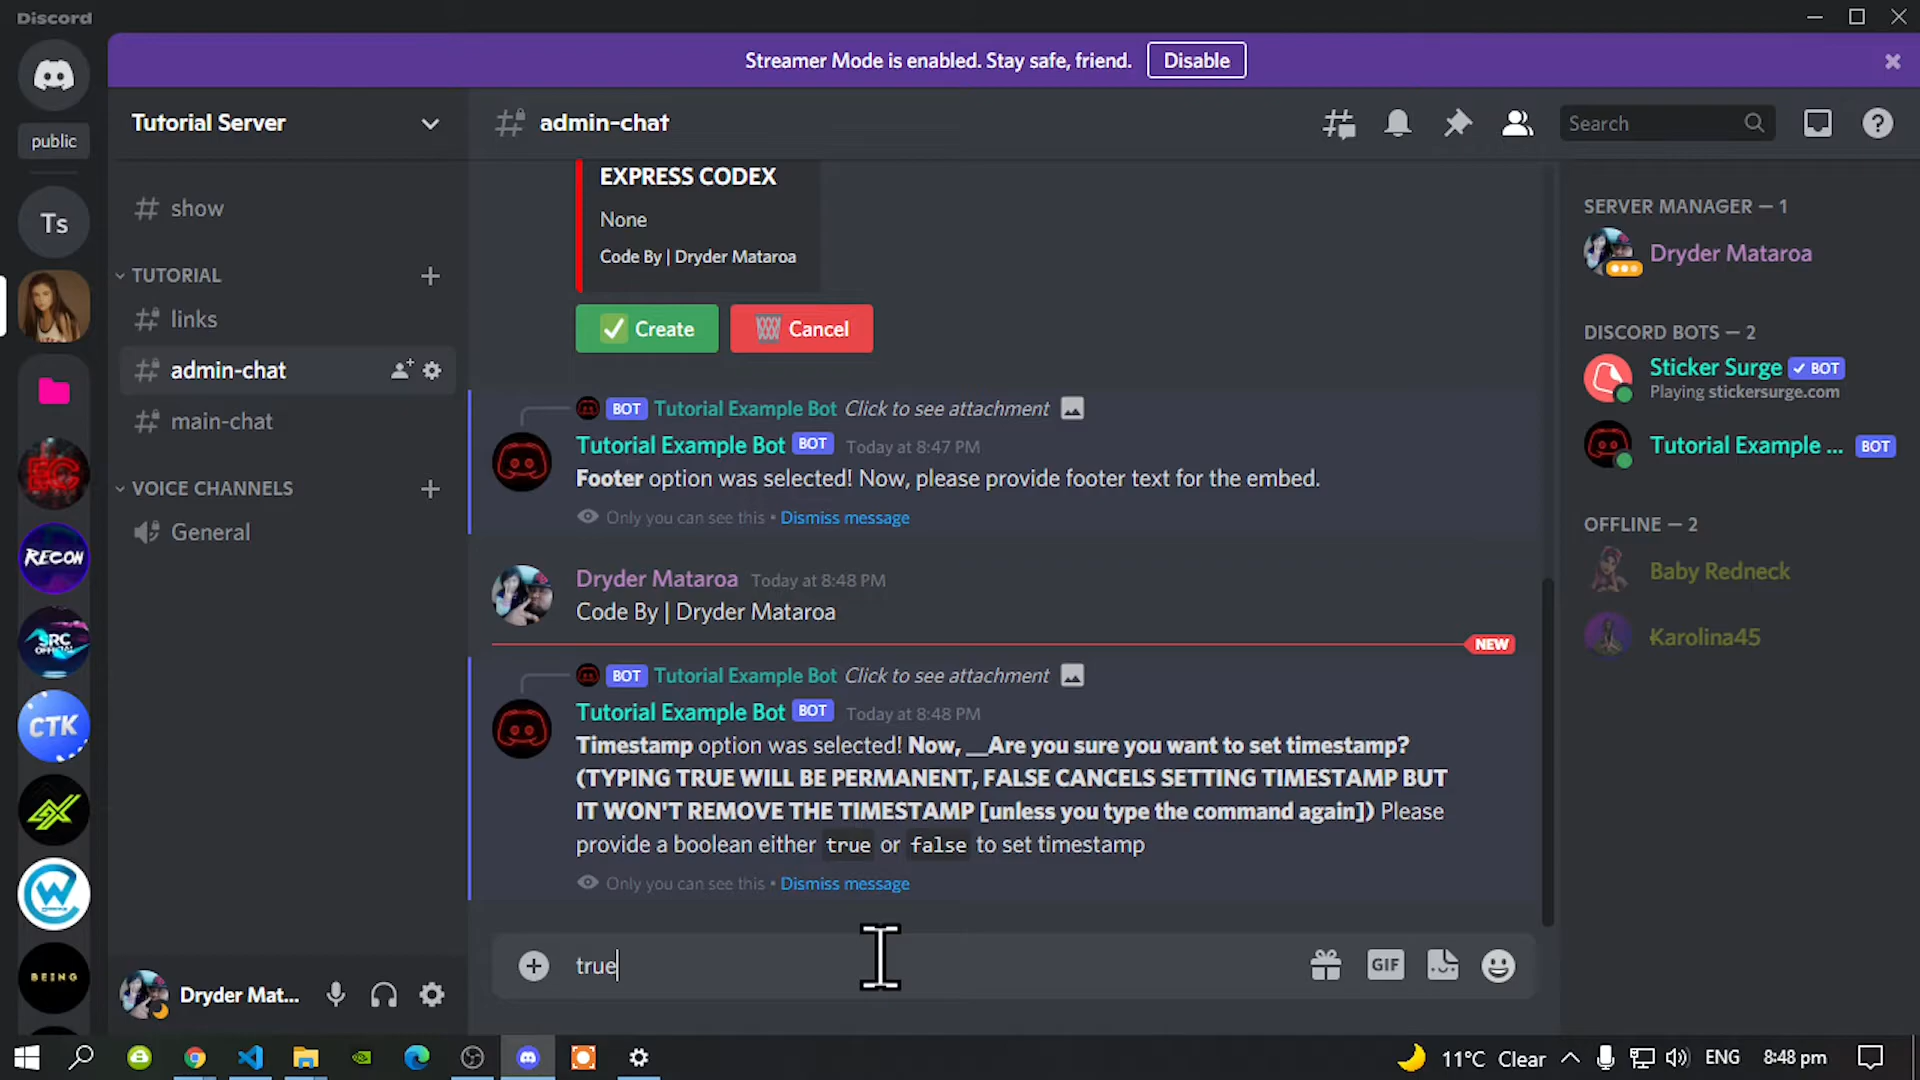 Discord
Streamer Mode is enabled. Stay safe, friend.
Disable
public
Tutorial Server
admin-chat
Search
Ts
show
TUTORIAL
links
admin-chat
main-chat
VOICE CHANNELS
General
EC
RECON
SRC
OFFICIAL
CTK
BEING
EXPRESS CODEX
None
Code By | Dryder Mataroa
Create
Cancel
BOT Tutorial Example Bot Click to see attachment
Tutorial Example Bot BOT Today at 8:47 PM
Footer option was selected! Now, please provide footer text for the embed.
Only you can see this • Dismiss message
Dryder Mataroa Today at 8:48 PM
Code By | Dryder Mataroa
NEW
BOT Tutorial Example Bot Click to see attachment
Tutorial Example Bot BOT Today at 8:48 PM
Timestamp option was selected! Now, __Are you sure you want to set timestamp?
(TYPING TRUE WILL BE PERMANENT, FALSE CANCELS SETTING TIMESTAMP BUT
IT WON'T REMOVE THE TIMESTAMP [unless you type the command again]) Please
provide a boolean either true or false to set timestamp
Only you can see this • Dismiss message
true
GIF
SERVER MANAGER — 1
Dryder Mataroa
DISCORD BOTS — 2
Sticker Surge BOT
Playing stickersurge.com
Tutorial Example ... BOT
OFFLINE — 2
Baby Redneck
Karolina45
Dryder Mat...
11°C Clear
ENG
8:48 pm